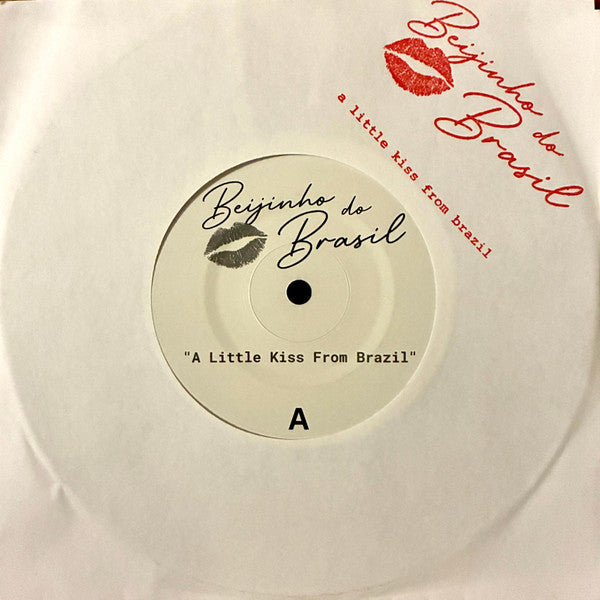 Beijinho do
Brasil
a little kiss from brazil
Beijinho do
Brasil
"A Little Kiss From Brazil"
A